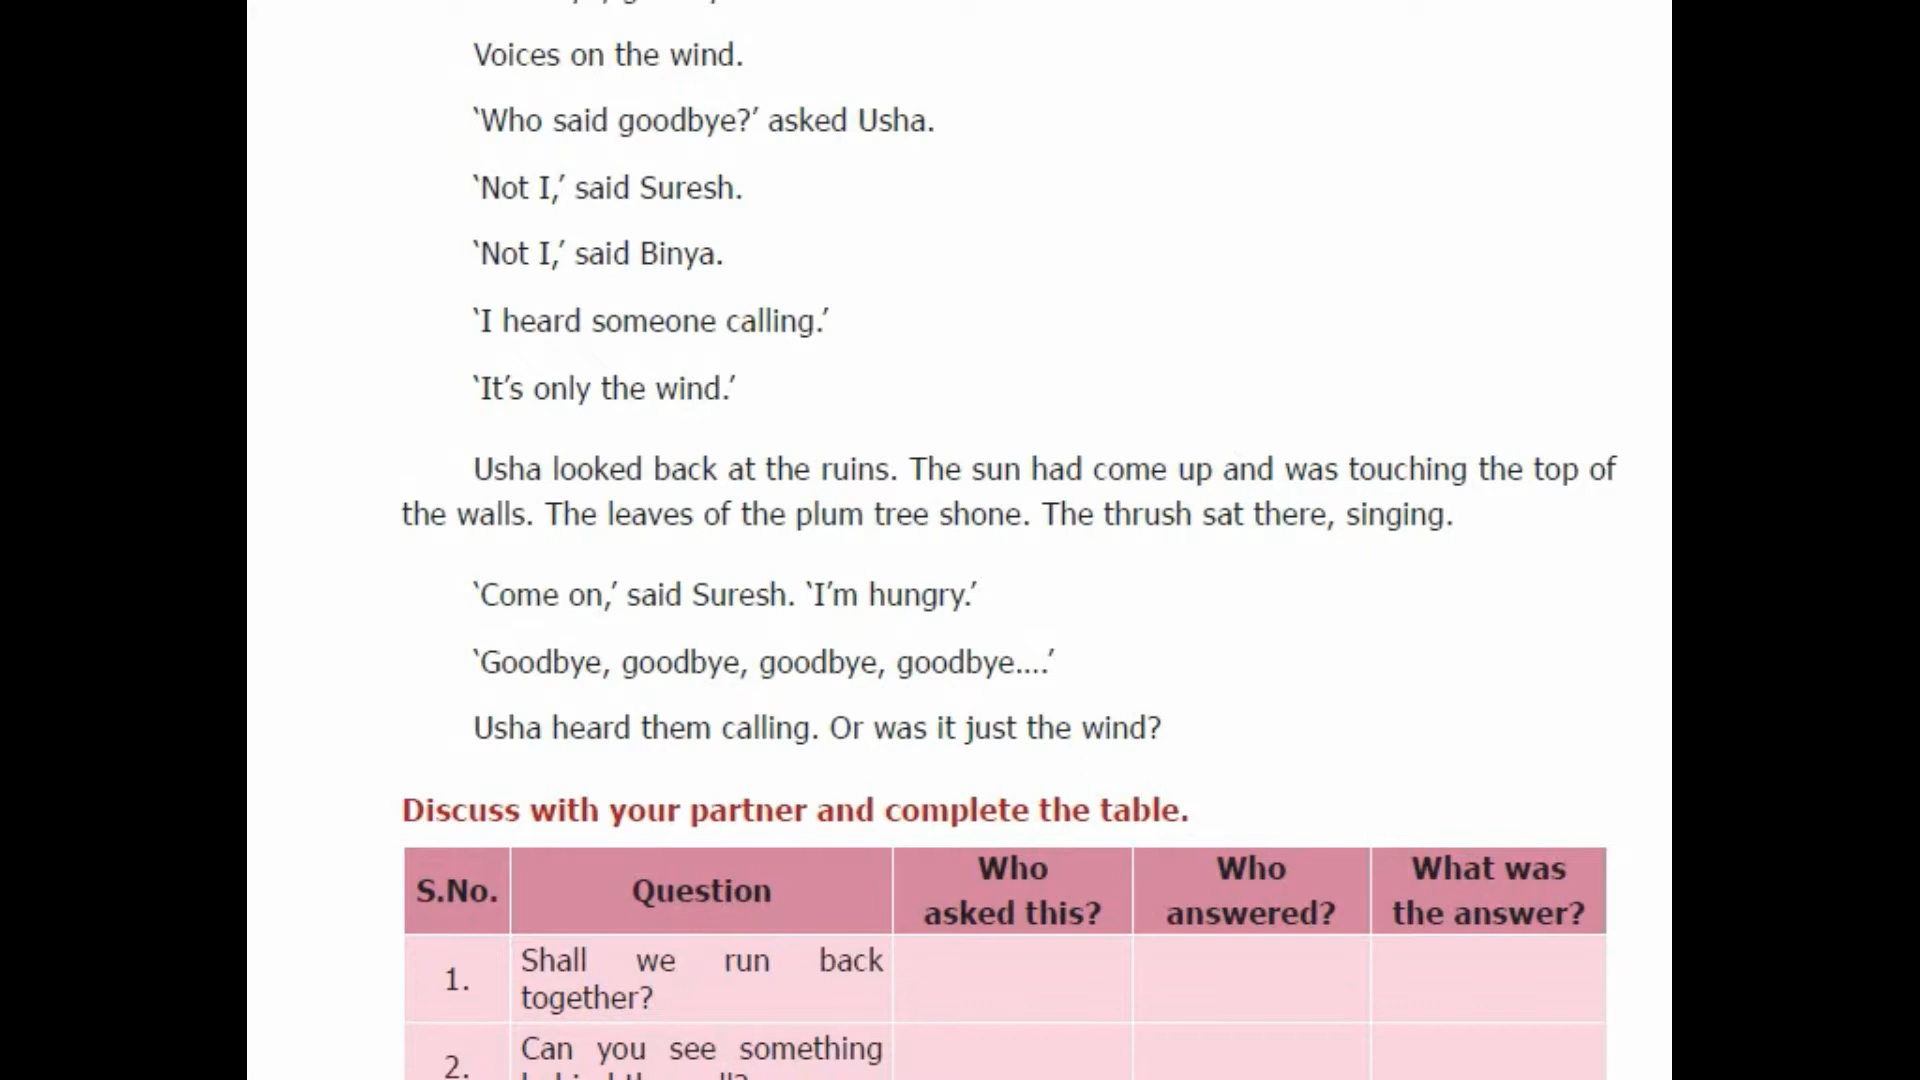 Voices on the wind.
‘Who said goodbye?’ asked Usha.
‘Not I,’ said Suresh.
‘Not I,’ said Binya.
‘I heard someone calling.’
‘It’s only the wind.’
Usha looked back at the ruins. The sun had come up and was touching the top of
the walls. The leaves of the plum tree shone. The thrush sat there, singing.
‘Come on,’ said Suresh. ‘I’m hungry.’
‘Goodbye, goodbye, goodbye, goodbye....’
Usha heard them calling. Or was it just the wind?
Discuss with your partner and complete the table.
S.No. Question Who asked this? Who answered? What was the answer?
1. Shall we run back
together?
2. Can you see something